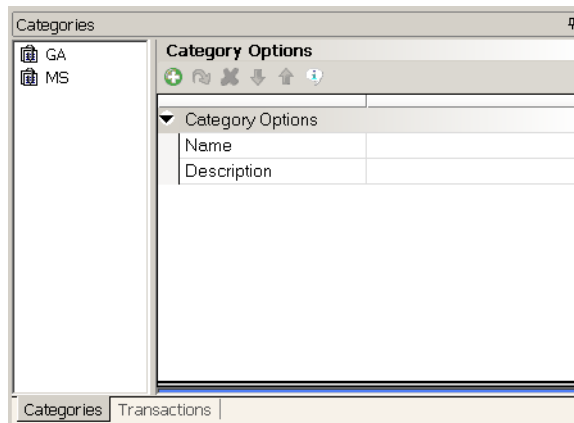 Categories
GA
MS
Category Options
Category Options
Name
Description
Categories
Transactions